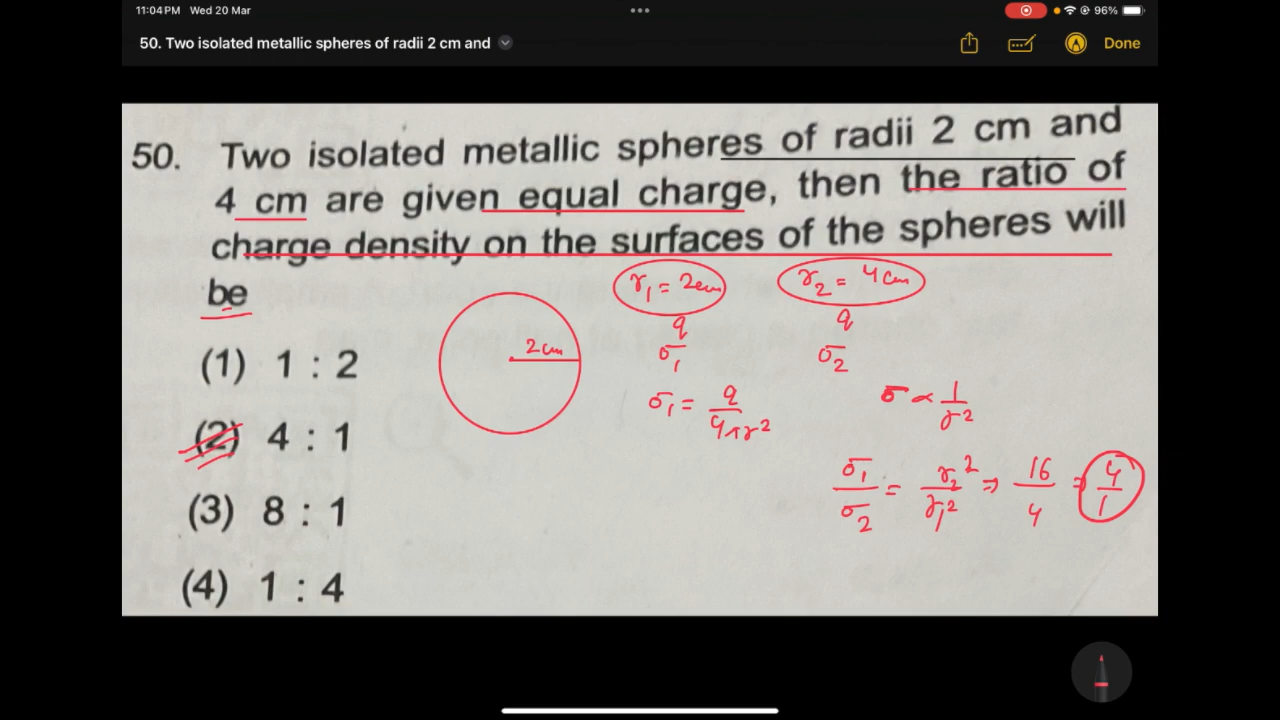 11:04 PM Wed 20 Mar
96%
50. Two isolated metallic spheres of radii 2 cm and
Done
50. Two isolated metallic spheres of radii 2 cm and
4 cm are given equal charge, then the ratio of
charge density on the surfaces of the spheres will
be
r₁ = 2cm
r₂ = 4cm
q
q
σ₁
σ₂
2cm
(1) 1 : 2
σ₁ = q/4πr²
σ ∝ 1/r²
(2) 4 : 1
σ₁/σ₂ = r₂²/r₁² ⇒ 16/4 ⇒ 4/1
(3) 8 : 1
(4) 1 : 4